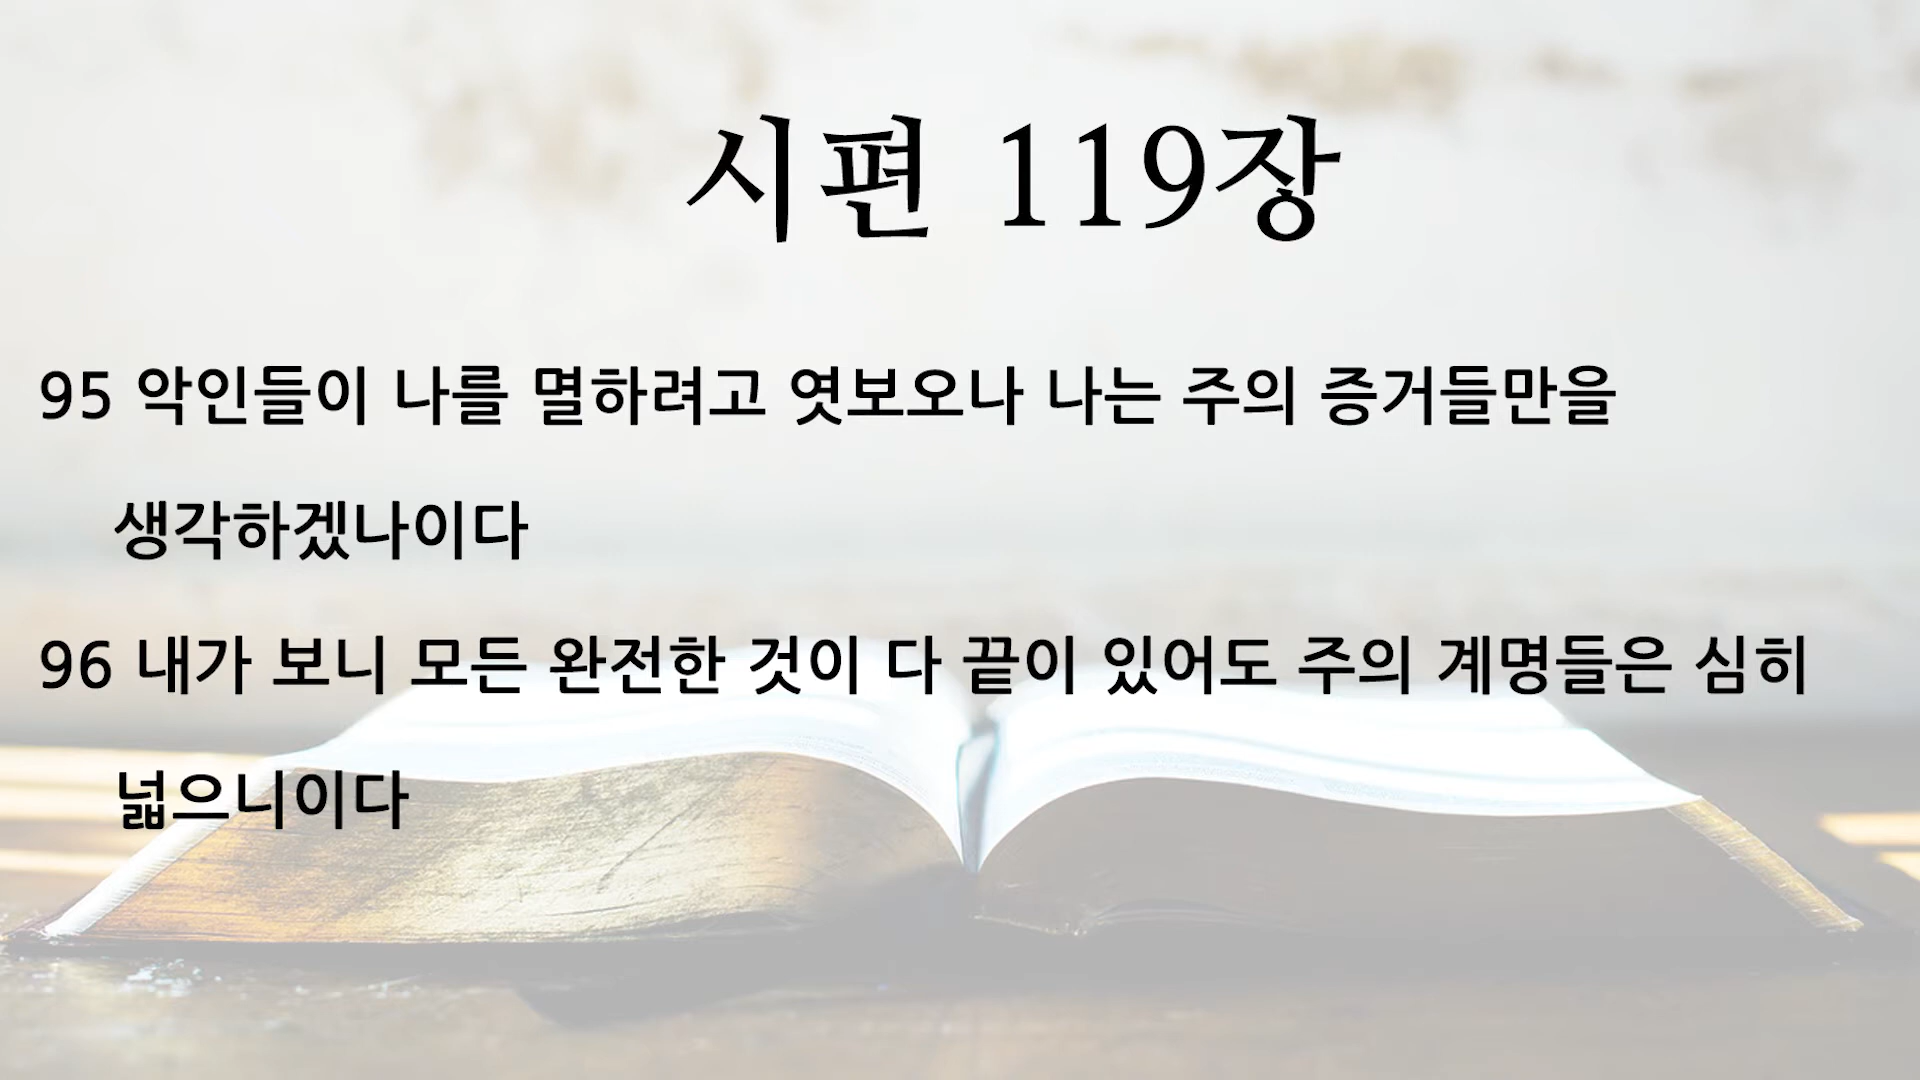 시편 119장
95 악인들이 나를 멸하려고 엿보오나 나는 주의 증거들만을
생각하겠나이다
96 내가 보니 모든 완전한 것이 다 끝이 있어도 주의 계명들은 심히
넓으니이다